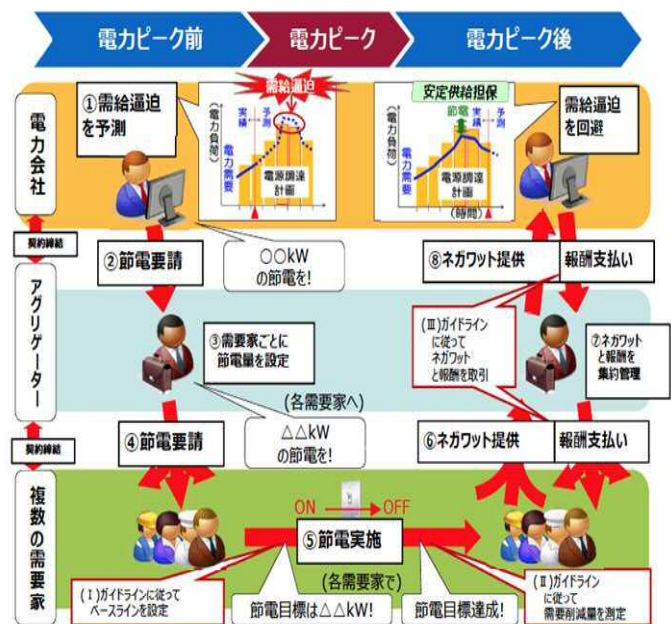 電力ピーク前
電力ピーク
電力ピーク後
電力会社
①需給逼迫
を予測
(電力負荷)
電力需要
実績
予測
需給逼迫
電源調達
計画
安定供給担保
節電
(電力負荷)
電力需要
実績
予測
電源調達
計画
(時間)
需給逼迫
を回避
契約締結
②節電要請
○○kW
の節電を!
⑧ネガワット提供
報酬支払い
アグリゲーター
③需要家ごとに
節電量を設定
(Ⅲ)ガイドライン
に従って
ネガワット
と報酬を取引
⑦ネガワット
と報酬を
集約管理
(各需要家へ)
契約締結
④節電要請
△△kW
の節電を!
⑥ネガワット提供
報酬支払い
複数の需要家
ON
OFF
⑤節電実施
(各需要家で)
(Ⅰ)ガイドラインに従って
ベースラインを設定
節電目標は△△kW!
節電目標達成!
(Ⅱ)ガイドライン
に従って
需要削減量を測定